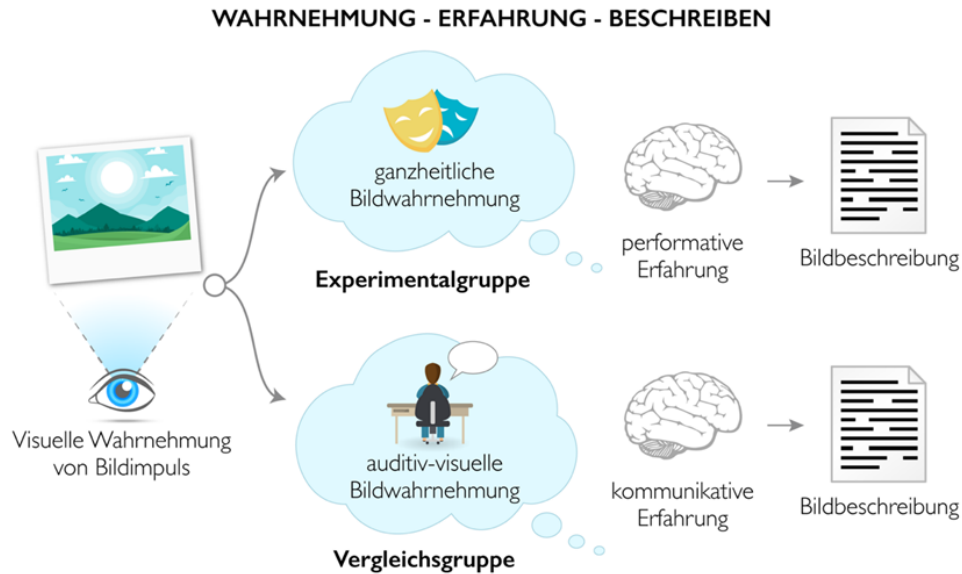 WAHRNEHMUNG - ERFAHRUNG - BESCHREIBEN
ganzheitliche
Bildwahrnehmung
Experimentalgruppe
performative
Erfahrung
Bildbeschreibung
Visuelle Wahrnehmung
von Bildimpuls
auditiv-visuelle
Bildwahrnehmung
Vergleichsgruppe
kommunikative
Erfahrung
Bildbeschreibung